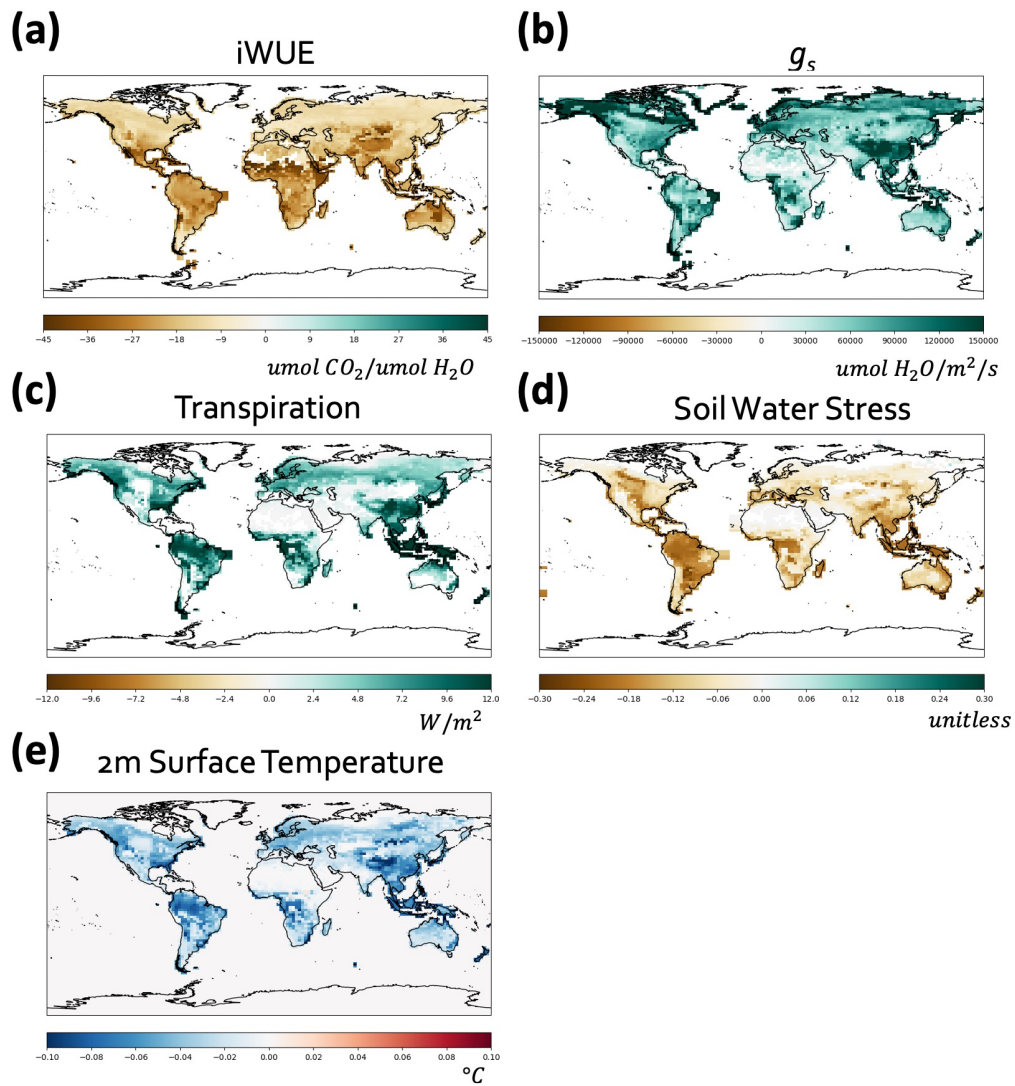 (a)
iWUE
−45 −36 −27 −18 −9 0 9 18 27 36 45
umol CO₂/umol H₂O
(b)
gₛ
−150000 −120000 −90000 −60000 −30000 0 30000 60000 90000 120000 150000
umol H₂O/m²/s
(c)
Transpiration
−12.0 −9.6 −7.2 −4.8 −2.4 0.0 2.4 4.8 7.2 9.6 12.0
W/m²
(d)
Soil Water Stress
−0.30 −0.24 −0.18 −0.12 −0.06 0.00 0.06 0.12 0.18 0.24 0.30
unitless
(e)
2m Surface Temperature
−0.10 −0.08 −0.06 −0.04 −0.02 0.00 0.02 0.04 0.06 0.08 0.10
°C